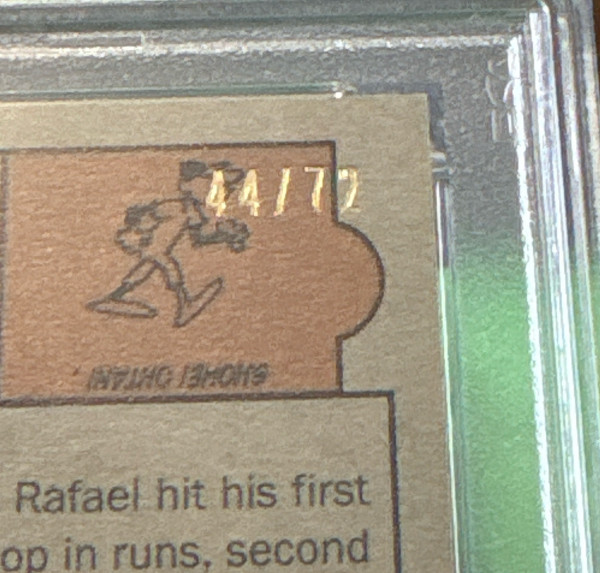 44/72
SHOHEI OHTANI
Rafael hit his first
op in runs, second